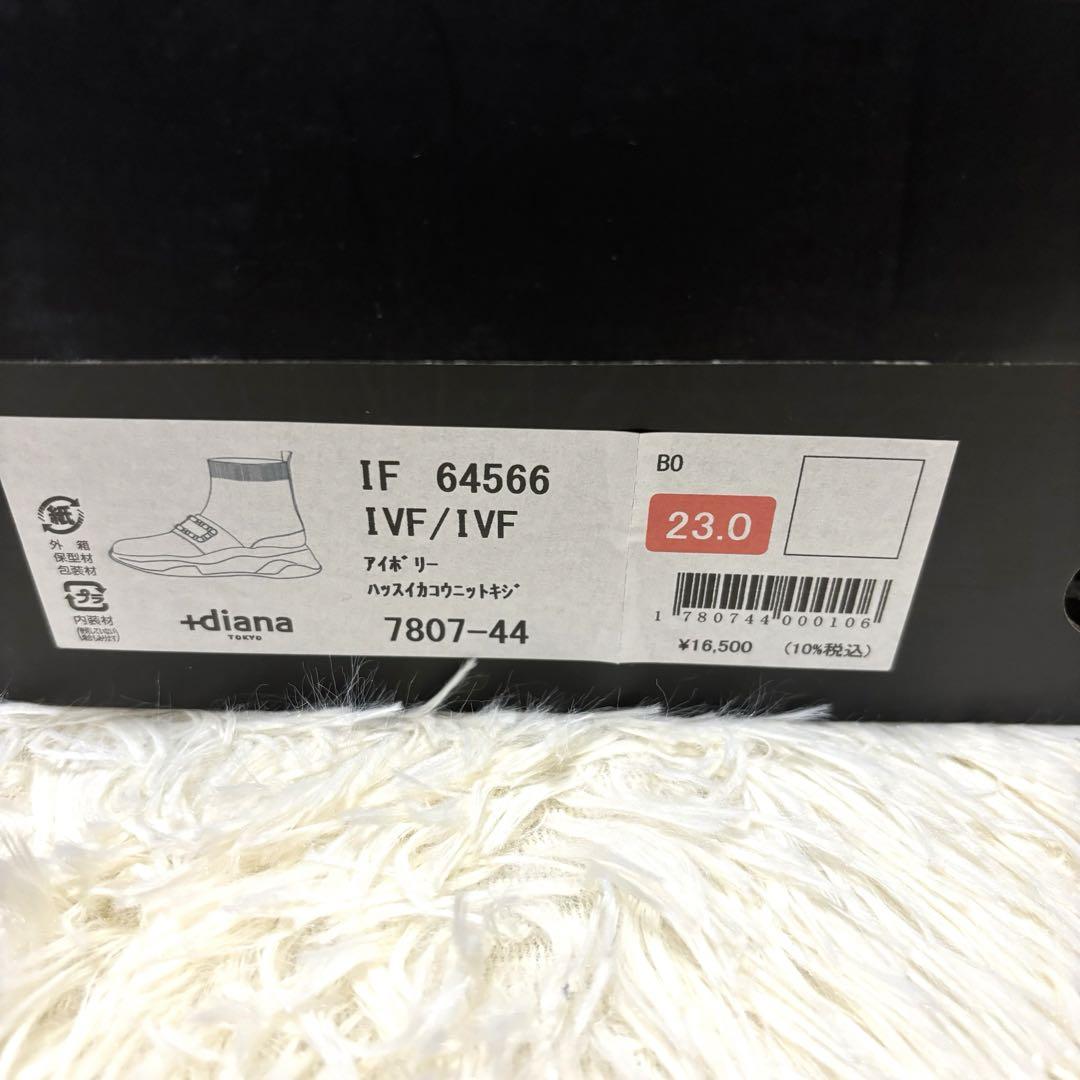 紙
外 箱
保型材
包装材
プラ
内装材
+diana
TOKYO
IF 64566
IVF/IVF
アイボリー
ハッスイカコウニットキジ
7807-44
BO
23.0
1 780744 000106
¥16,500 (10%税込)